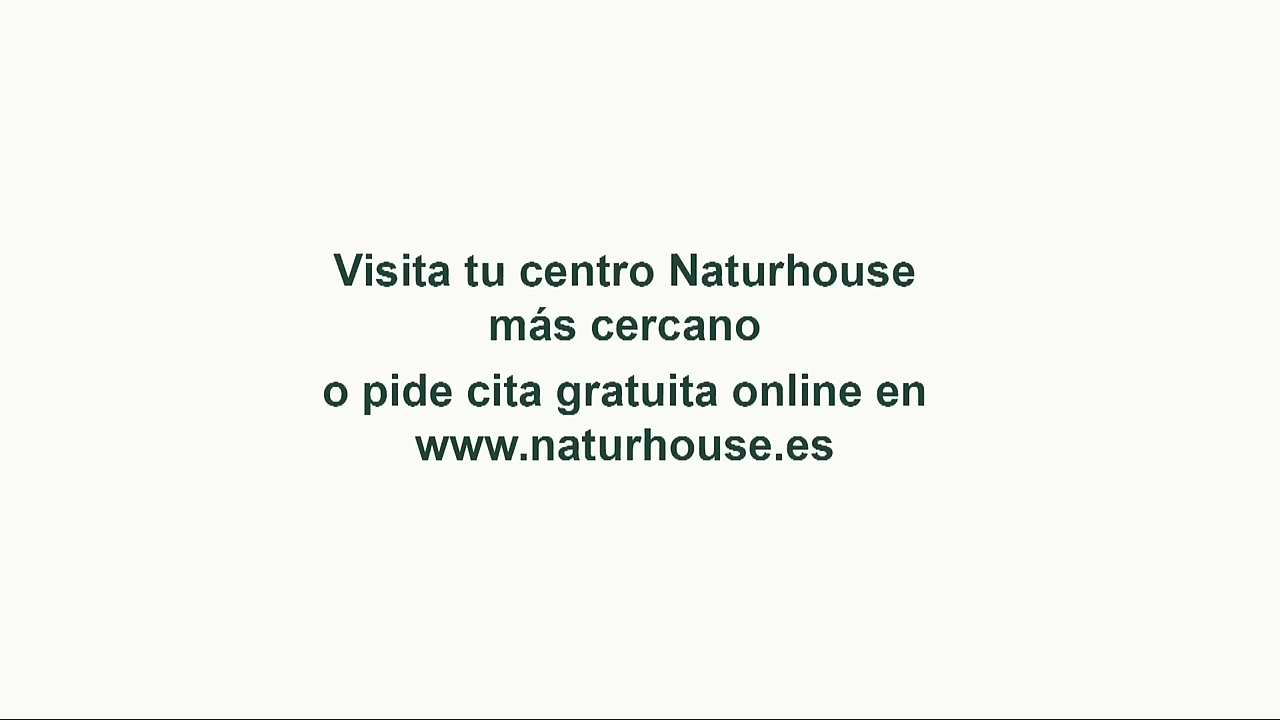 Visita tu centro Naturhouse
más cercano
o pide cita gratuita online en
www.naturhouse.es